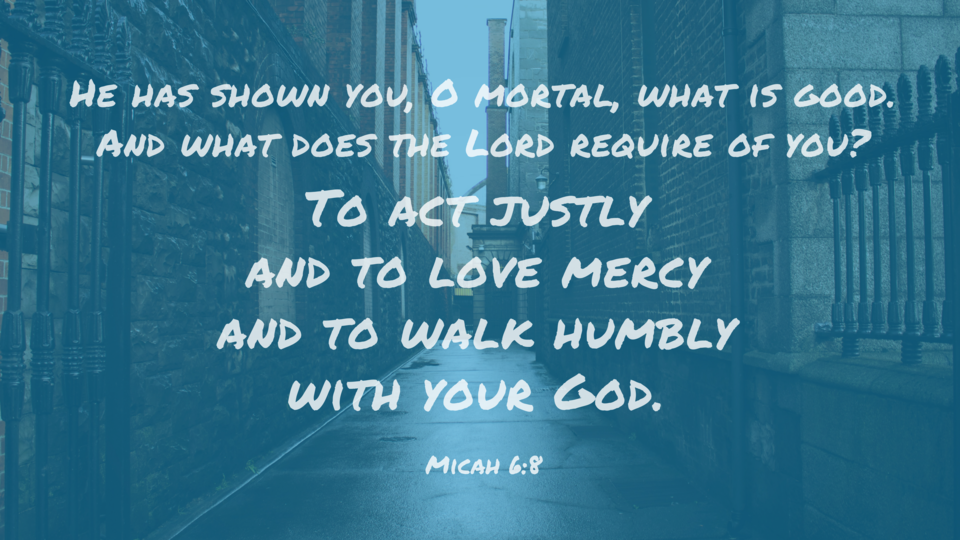 He has shown you, O mortal, what is good.
And what does the Lord require of you?
To act justly
and to love mercy
and to walk humbly
with your God.
Micah 6:8